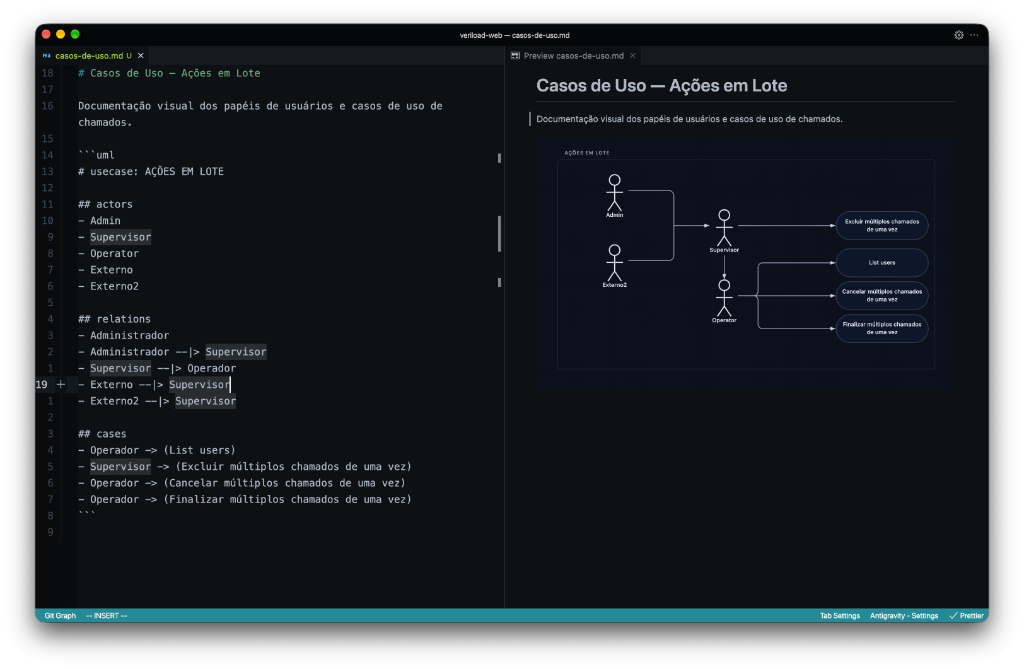 veriload-web — casos-de-uso.md
casos-de-uso.md U
Preview casos-de-uso.md
18 # Casos de Uso — Ações em Lote
17
16 Documentação visual dos papéis de usuários e casos de uso de
chamados.
15
14 ```uml
13 # usecase: AÇÕES EM LOTE
12
11 ## actors
10 - Admin
9 - Supervisor
8 - Operator
7 - Externo
6 - Externo2
5
4 ## relations
3 - Administrador
2 - Administrador --|> Supervisor
1 - Supervisor --|> Operador
19 - Externo --|> Supervisor
1 - Externo2 --|> Supervisor
2
3 ## cases
4 - Operador -> (List users)
5 - Supervisor -> (Excluir múltiplos chamados de uma vez)
6 - Operador -> (Cancelar múltiplos chamados de uma vez)
7 - Operador -> (Finalizar múltiplos chamados de uma vez)
8 ```
9
Casos de Uso — Ações em Lote
Documentação visual dos papéis de usuários e casos de uso de chamados.
AÇÕES EM LOTE
Admin
Externo2
Supervisor
Operator
Excluir múltiplos chamados
de uma vez
List users
Cancelar múltiplos chamados
de uma vez
Finalizar múltiplos chamados
de uma vez
Git Graph
-- INSERT --
Tab Settings
Antigravity - Settings
Prettier